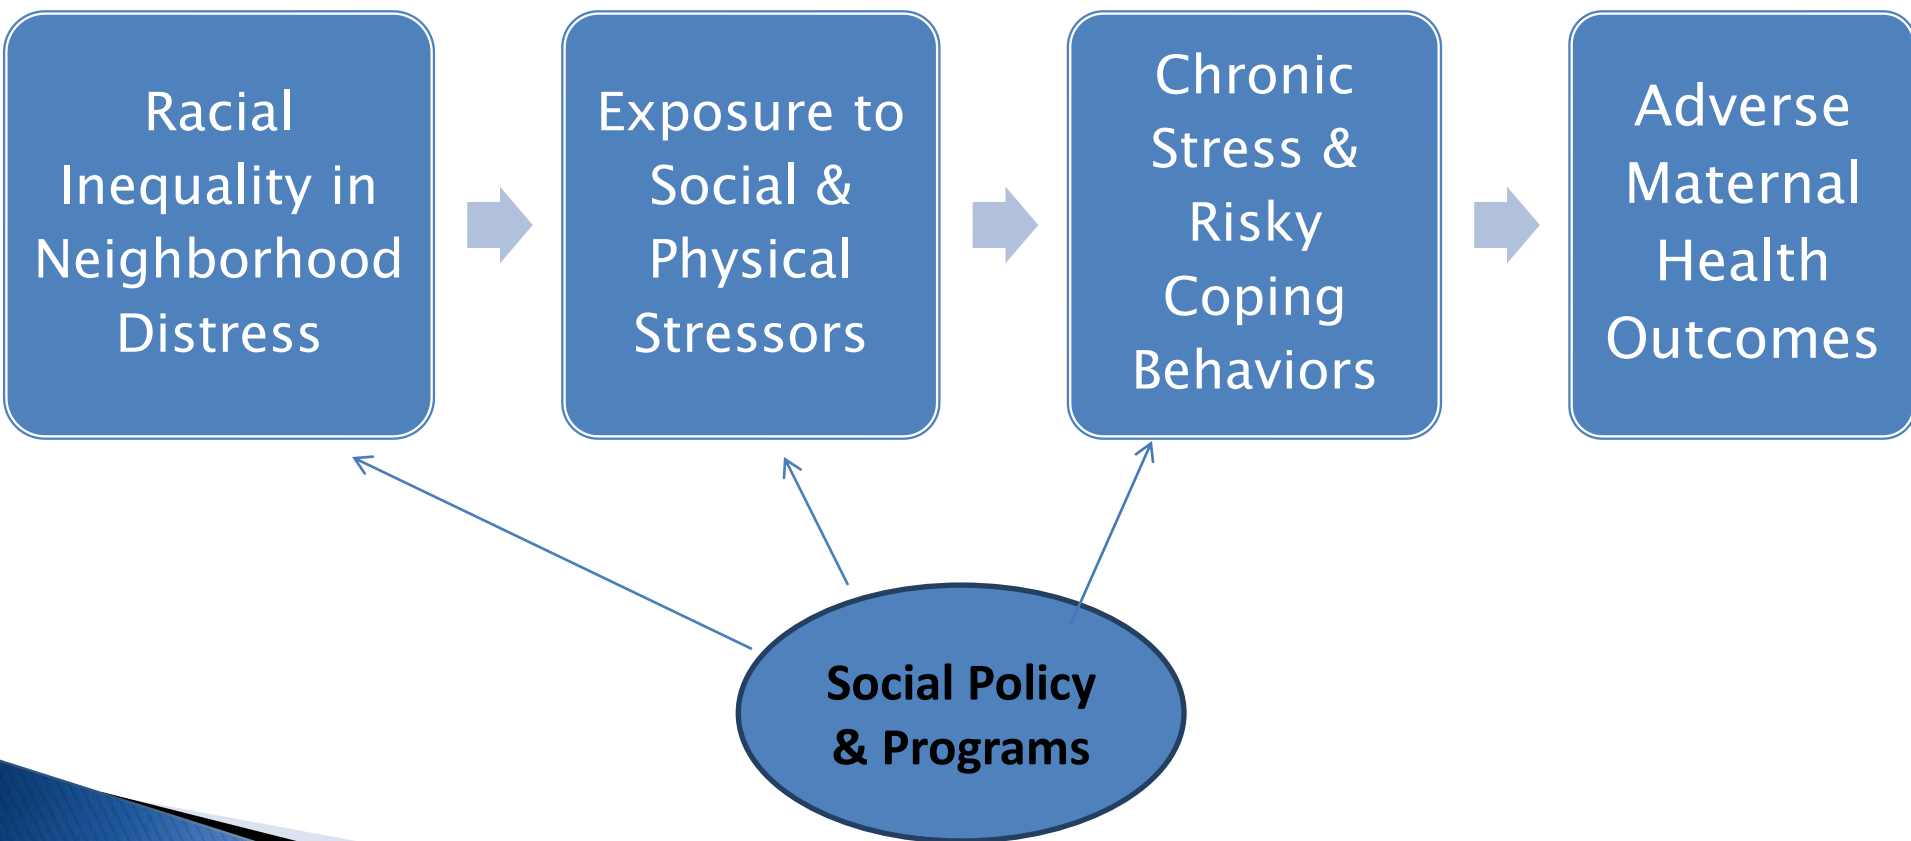 Racial
Inequality in
Neighborhood
Distress
Exposure to
Social &
Physical
Stressors
Chronic
Stress &
Risky
Coping
Behaviors
Adverse
Maternal
Health
Outcomes
Social Policy
& Programs